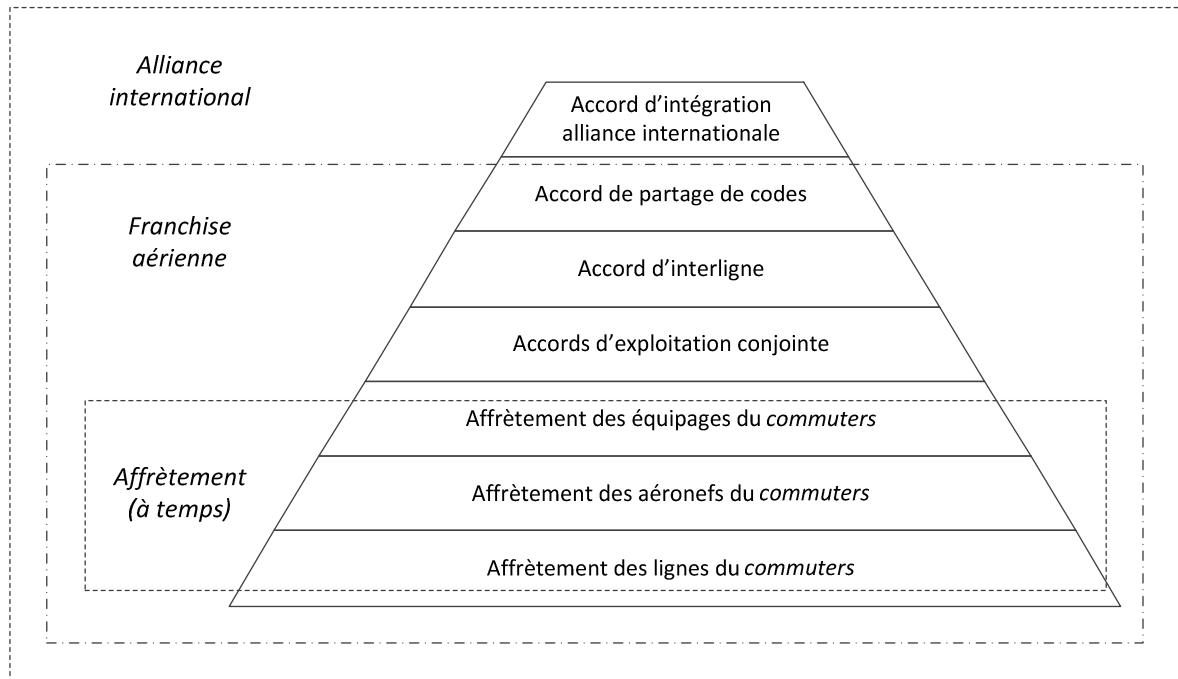 Alliance
international
Accord d’intégration
alliance internationale
Accord de partage de codes
Franchise
aérienne
Accord d’interligne
Accords d’exploitation conjointe
Affrètement des équipages du commuters
Affrètement
(à temps)
Affrètement des aéronefs du commuters
Affrètement des lignes du commuters